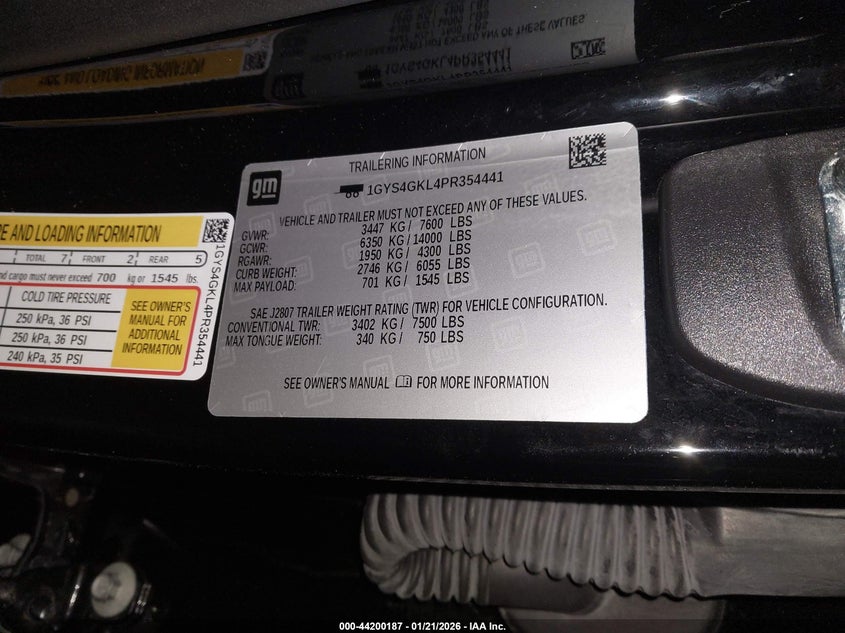 TRAILERING INFORMATION
gm
1GYS4GKL4PR354441
VEHICLE AND TRAILER MUST NOT EXCEED ANY OF THESE VALUES.
GVWR: 3447 KG / 7600 LBS
GCWR: 6350 KG / 14000 LBS
RGAWR: 1950 KG / 4300 LBS
CURB WEIGHT: 2746 KG / 6055 LBS
MAX PAYLOAD: 701 KG / 1545 LBS
SAE J2807 TRAILER WEIGHT RATING (TWR) FOR VEHICLE CONFIGURATION.
CONVENTIONAL TWR: 3402 KG / 7500 LBS
MAX TONGUE WEIGHT: 340 KG / 750 LBS
SEE OWNER'S MANUAL FOR MORE INFORMATION
AND LOADING INFORMATION
TOTAL 7 FRONT 2 REAR 5
and cargo must never exceed 700 kg or 1545 lbs.
COLD TIRE PRESSURE
250 kPa, 36 PSI
250 kPa, 36 PSI
240 kPa, 35 PSI
SEE OWNER'S
MANUAL FOR
ADDITIONAL
INFORMATION
1GYS4GKL4PR354441
000-44200187 - 01/21/2026 - IAA Inc.